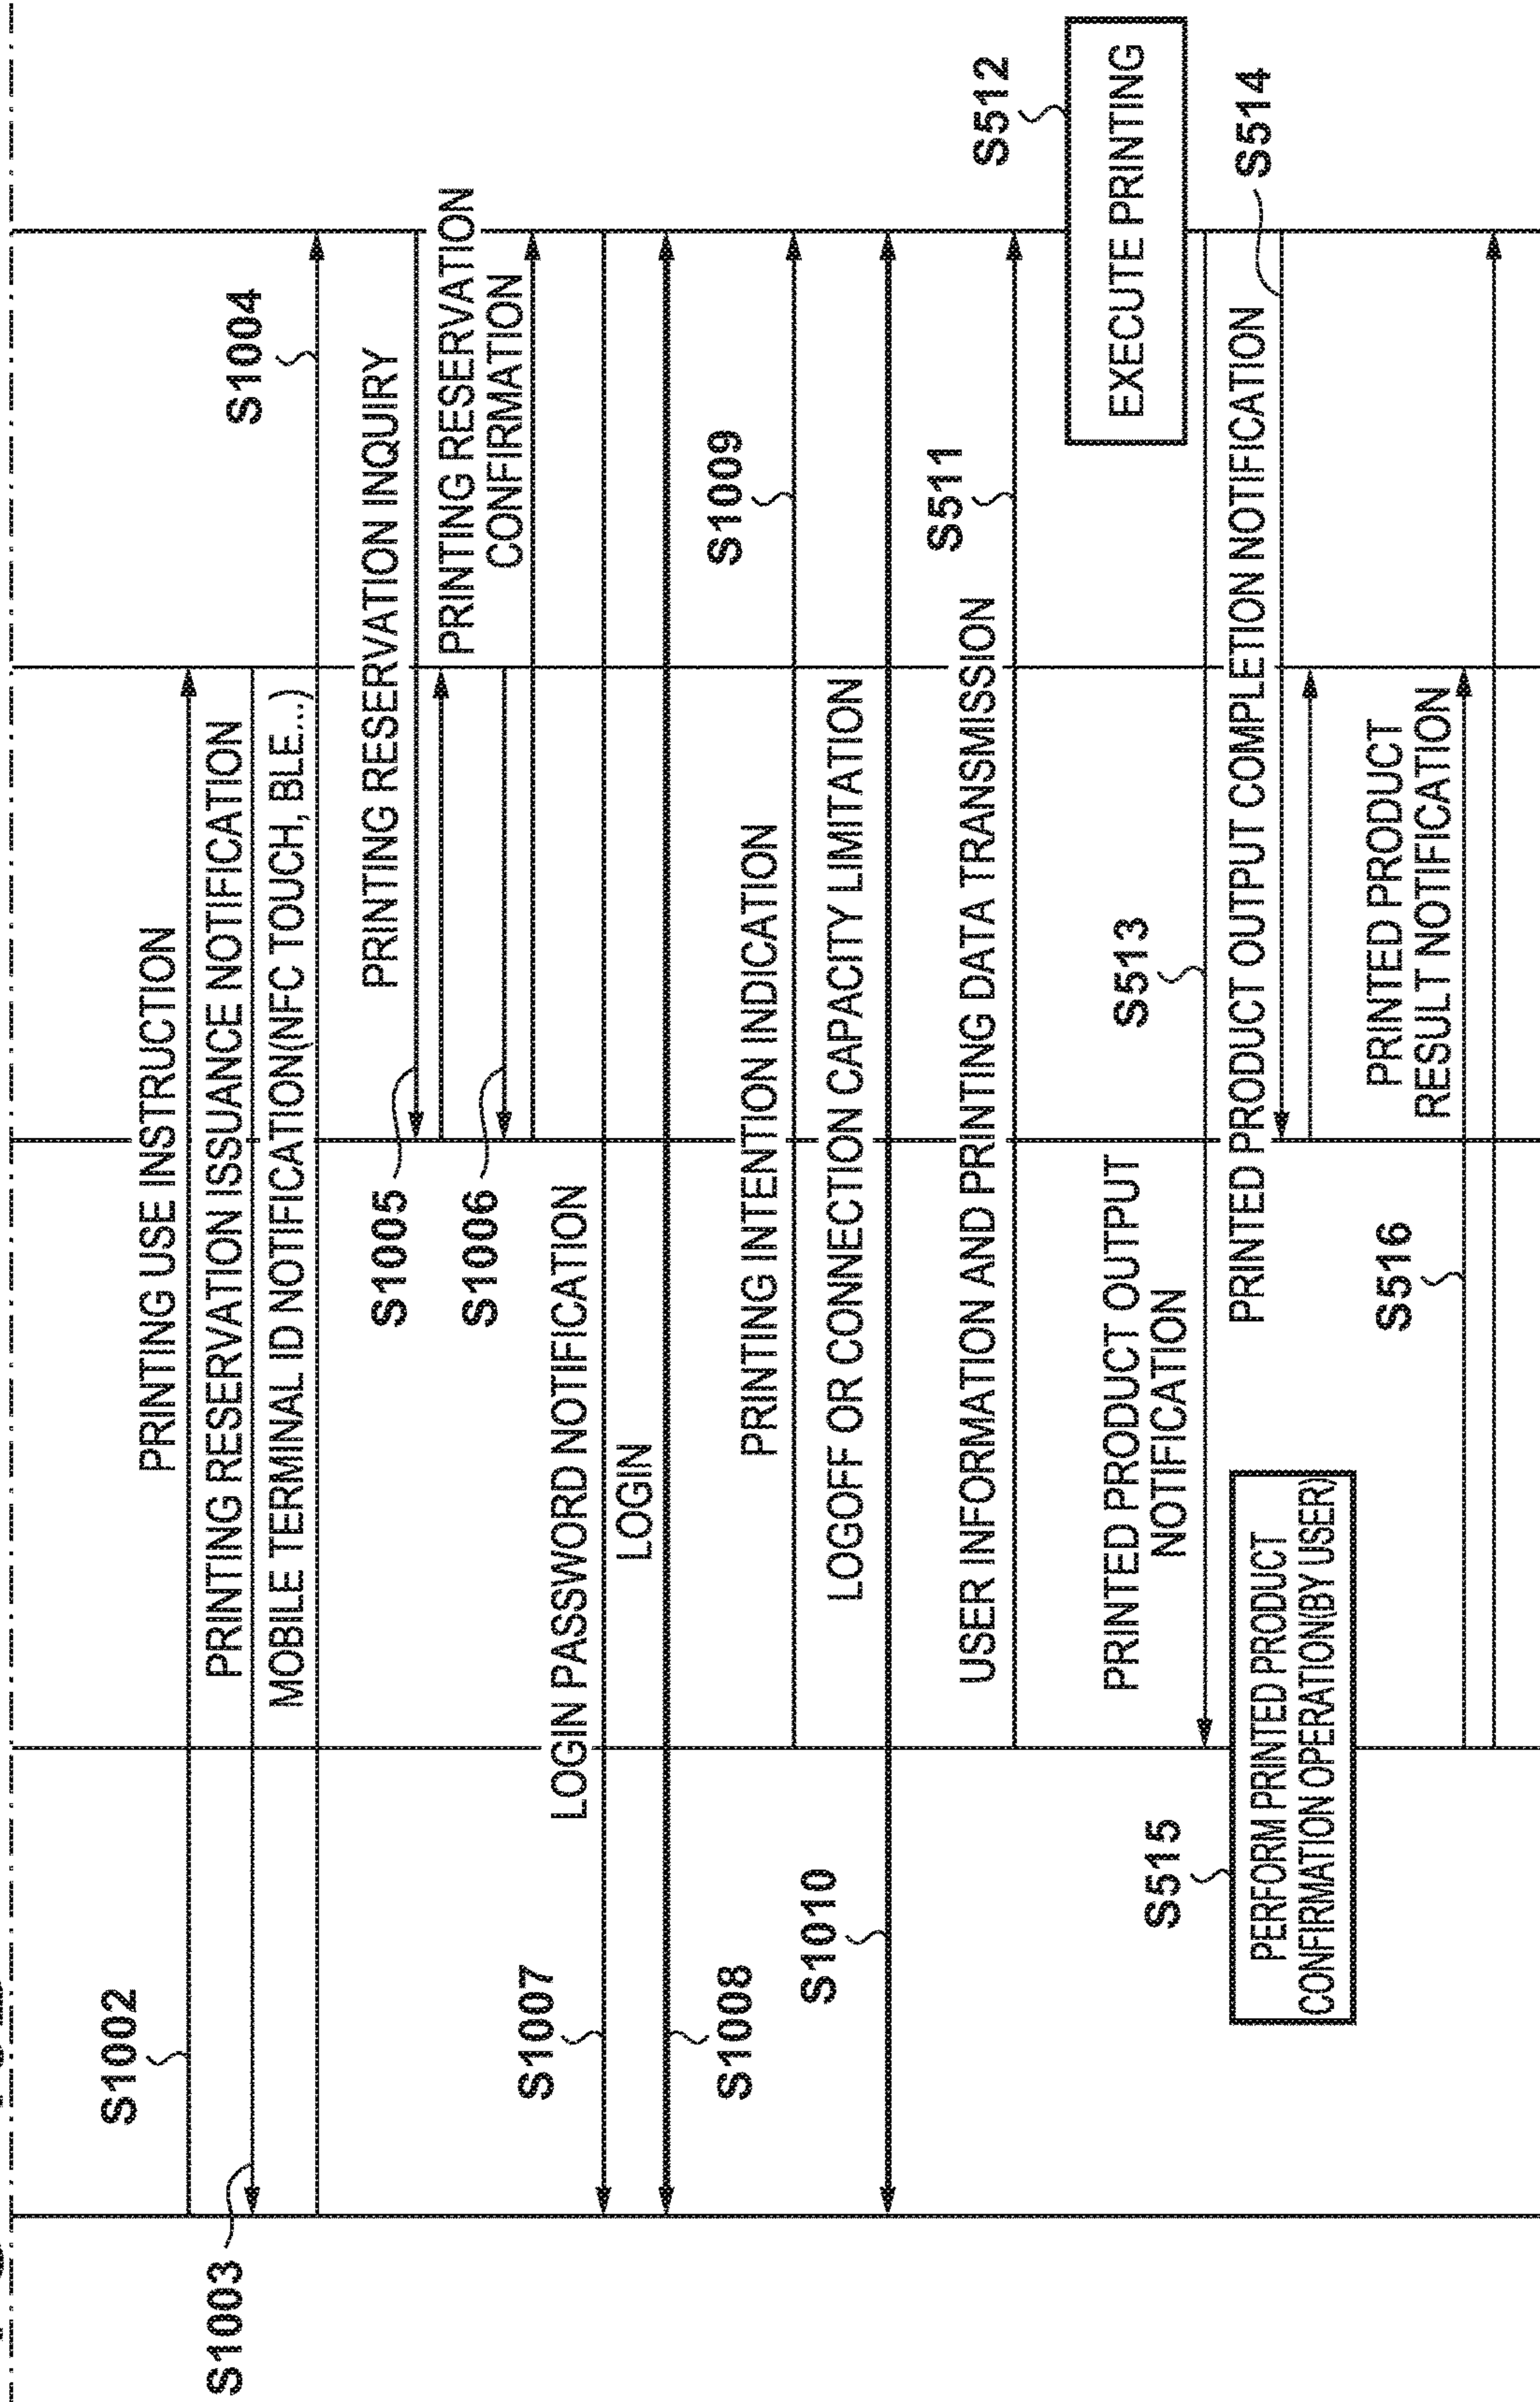 S1002
PRINTING USE INSTRUCTION
S1003
PRINTING RESERVATION ISSUANCE NOTIFICATION
MOBILE TERMINAL ID NOTIFICATION(NFC TOUCH, BLE...)
S1004
PRINTING RESERVATION INQUIRY
S1005
PRINTING RESERVATION
CONFIRMATION
S1006
LOGIN PASSWORD NOTIFICATION
S1007
LOGIN
S1008
PRINTING INTENTION INDICATION
S1009
LOGOFF OR CONNECTION CAPACITY LIMITATION
S1010
USER INFORMATION AND PRINTING DATA TRANSMISSION
S511
S512
EXECUTE PRINTING
PRINTED PRODUCT OUTPUT
NOTIFICATION
S513
PRINTED PRODUCT OUTPUT COMPLETION NOTIFICATION
S514
S515
PERFORM PRINTED PRODUCT
CONFIRMATION OPERATION(BY USER)
PRINTED PRODUCT
RESULT NOTIFICATION
S516